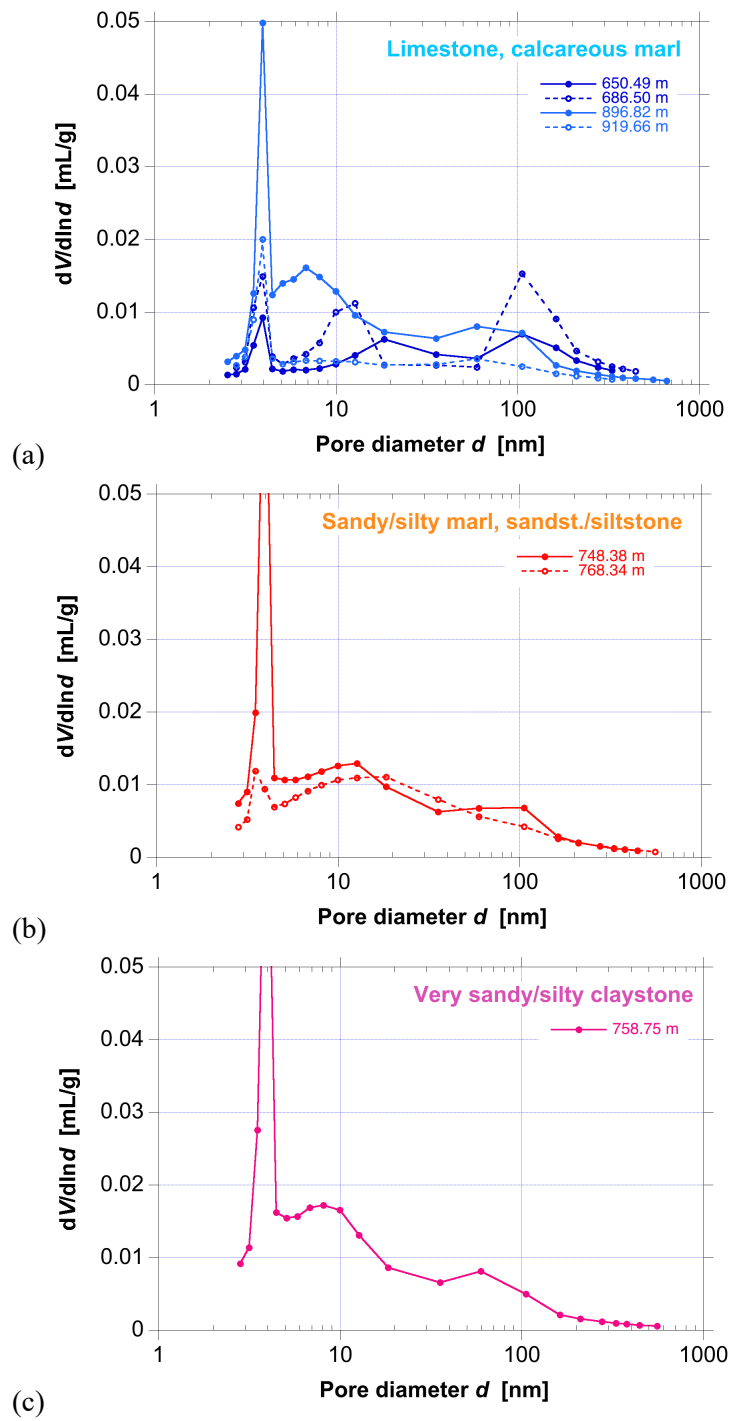 0.05
Limestone, calcareous marl
650.49 m
686.50 m
896.82 m
919.66 m
0.04
0.03
0.02
0.01
0
dV/dlnd [mL/g]
1 10 100 1000
Pore diameter d [nm]
(a)
0.05
Sandy/silty marl, sandst./siltstone
748.38 m
768.34 m
0.04
0.03
0.02
0.01
0
dV/dlnd [mL/g]
1 10 100 1000
Pore diameter d [nm]
(b)
0.05
Very sandy/silty claystone
758.75 m
0.04
0.03
0.02
0.01
0
dV/dlnd [mL/g]
1 10 100 1000
Pore diameter d [nm]
(c)